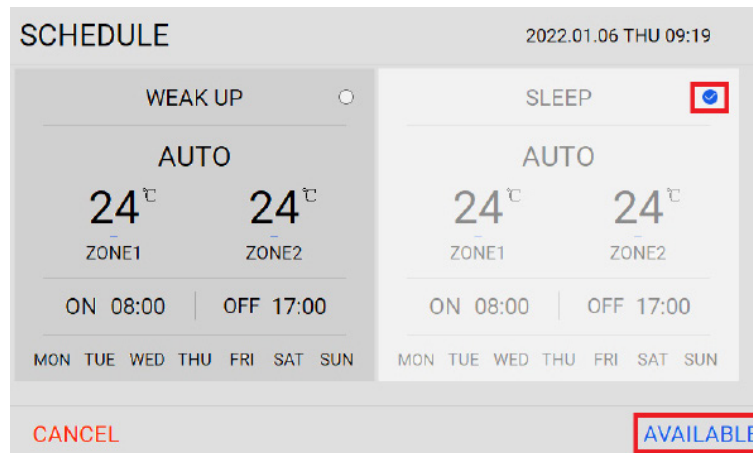 SCHEDULE 2022.01.06 THU 09:19
WEAK UP
AUTO
24℃ 24℃
ZONE1 ZONE2
ON 08:00 OFF 17:00
MON TUE WED THU FRI SAT SUN
SLEEP
AUTO
24℃ 24℃
ZONE1 ZONE2
ON 08:00 OFF 17:00
MON TUE WED THU FRI SAT SUN
CANCEL AVAILABLE